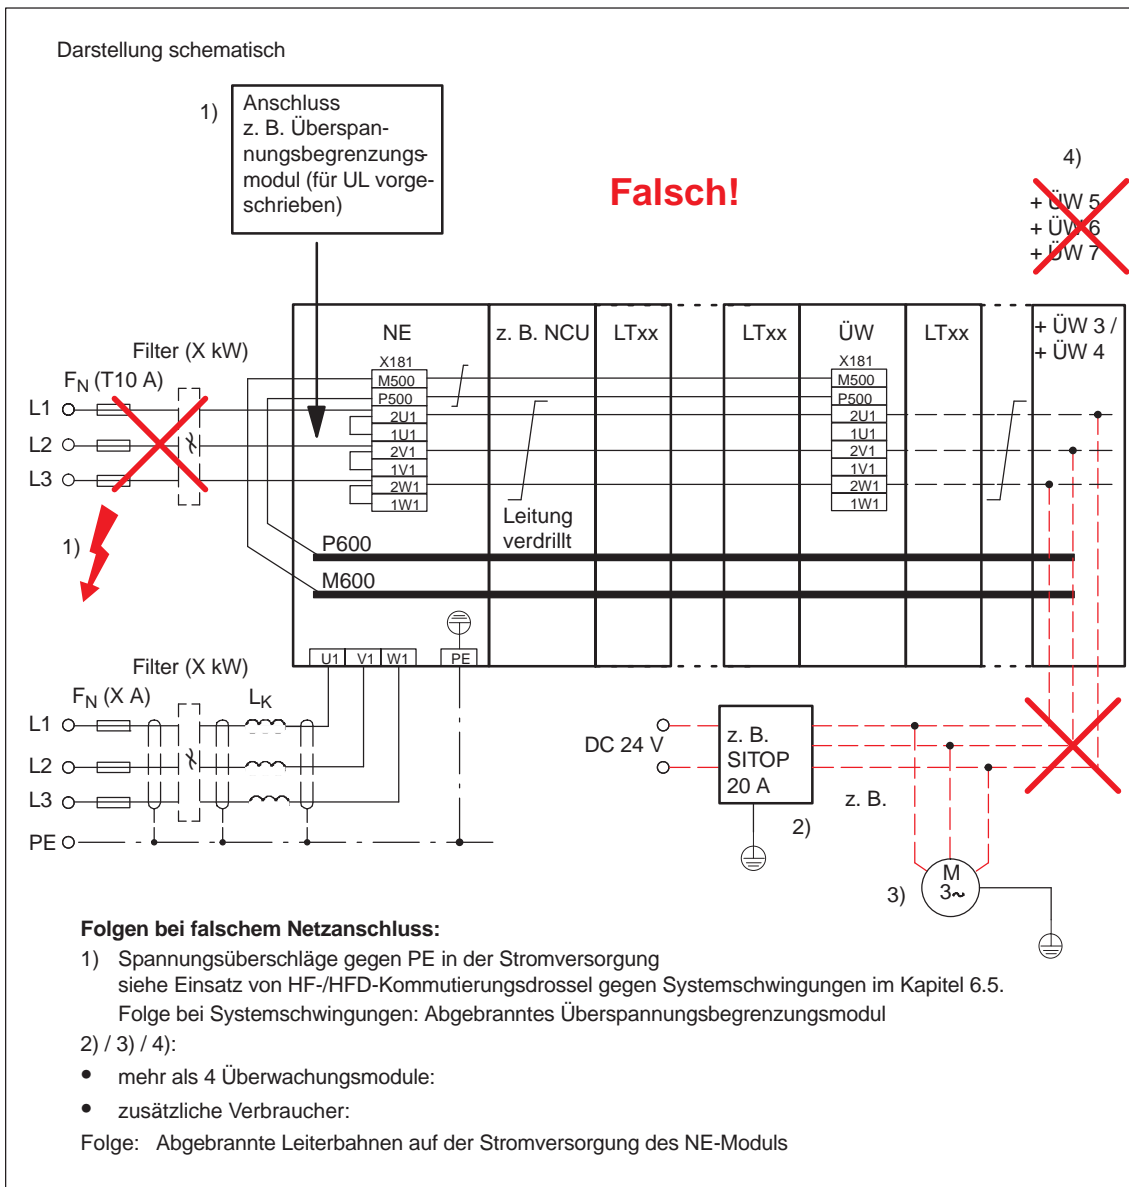 Darstellung schematisch
1)
Anschluss
z. B. Überspan-
nungsbegrenzungs-
modul (für UL vorge-
schrieben)
Falsch!
4)
+ ÜW 5
+ ÜW 6
+ ÜW 7
NE
z. B. NCU
LTxx
LTxx
ÜW
LTxx
+ ÜW 3 /
+ ÜW 4
Filter (X kW)
FN (T10 A)
L1
L2
L3
1)
X181
M500
P500
2U1
1U1
2V1
1V1
2W1
1W1
X181
M500
P500
2U1
1U1
2V1
1V1
2W1
1W1
Leitung
verdrillt
P600
M600
U1 V1 W1 PE
Filter (X kW)
FN (X A)
LK
L1
L2
L3
PE
DC 24 V
z. B.
SITOP
20 A
2)
z. B.
3)
M
3~
Folgen bei falschem Netzanschluss:
1) Spannungsüberschläge gegen PE in der Stromversorgung
siehe Einsatz von HF-/HFD-Kommutierungsdrossel gegen Systemschwingungen im Kapitel 6.5.
Folge bei Systemschwingungen: Abgebranntes Überspannungsbegrenzungsmodul
2) / 3) / 4):
• mehr als 4 Überwachungsmodule:
• zusätzliche Verbraucher:
Folge: Abgebrannte Leiterbahnen auf der Stromversorgung des NE-Moduls